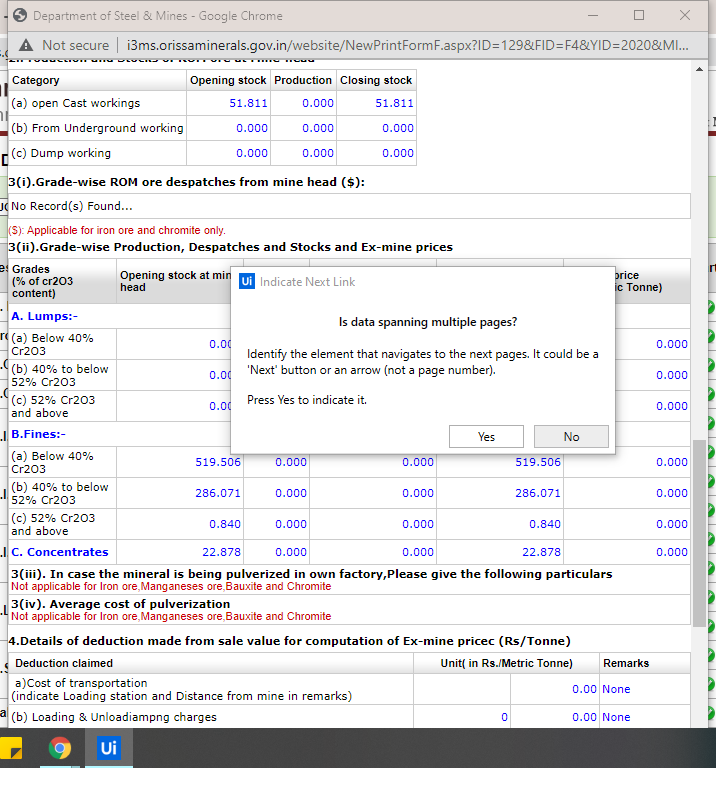 Department of Steel & Mines - Google Chrome
Not secure | i3ms.orissaminerals.gov.in/website/NewPrintFormF.aspx?ID=129&FID=F4&YID=2020&MI...
Category Opening stock Production Closing stock
(a) open Cast workings 51.811 0.000 51.811
(b) From Underground working 0.000 0.000 0.000
(c) Dump working 0.000 0.000 0.000
3(i).Grade-wise ROM ore despatches from mine head ($):
No Record(s) Found...
($): Applicable for iron ore and chromite only.
3(ii).Grade-wise Production, Despatches and Stocks and Ex-mine prices
Grades
(% of cr2O3
content)
Opening stock at min
head
price
ic Tonne)
Ui Indicate Next Link
Is data spanning multiple pages?
Identify the element that navigates to the next pages. It could be a
'Next' button or an arrow (not a page number).
Press Yes to indicate it.
Yes No
A. Lumps:-
(a) Below 40%
Cr2O3 0.00 0.000
(b) 40% to below
52% Cr2O3 0.00 0.000
(c) 52% Cr2O3
and above 0.00 0.000
B.Fines:-
(a) Below 40%
Cr2O3 519.506 0.000 0.000 519.506 0.000
(b) 40% to below
52% Cr2O3 286.071 0.000 0.000 286.071 0.000
(c) 52% Cr2O3
and above 0.840 0.000 0.000 0.840 0.000
C. Concentrates 22.878 0.000 0.000 22.878 0.000
3(iii). In case the mineral is being pulverized in own factory,Please give the following particulars
Not applicable for Iron ore,Manganeses ore,Bauxite and Chromite
3(iv). Average cost of pulverization
Not applicable for Iron ore,Manganeses ore,Bauxite and Chromite
4.Details of deduction made from sale value for computation of Ex-mine pricec (Rs/Tonne)
Deduction claimed Unit( in Rs./Metric Tonne) Remarks
a)Cost of transportation
(indicate Loading station and Distance from mine in remarks) 0.00 None
(b) Loading & Unloadiampng charges 0 0.00 None
Ui